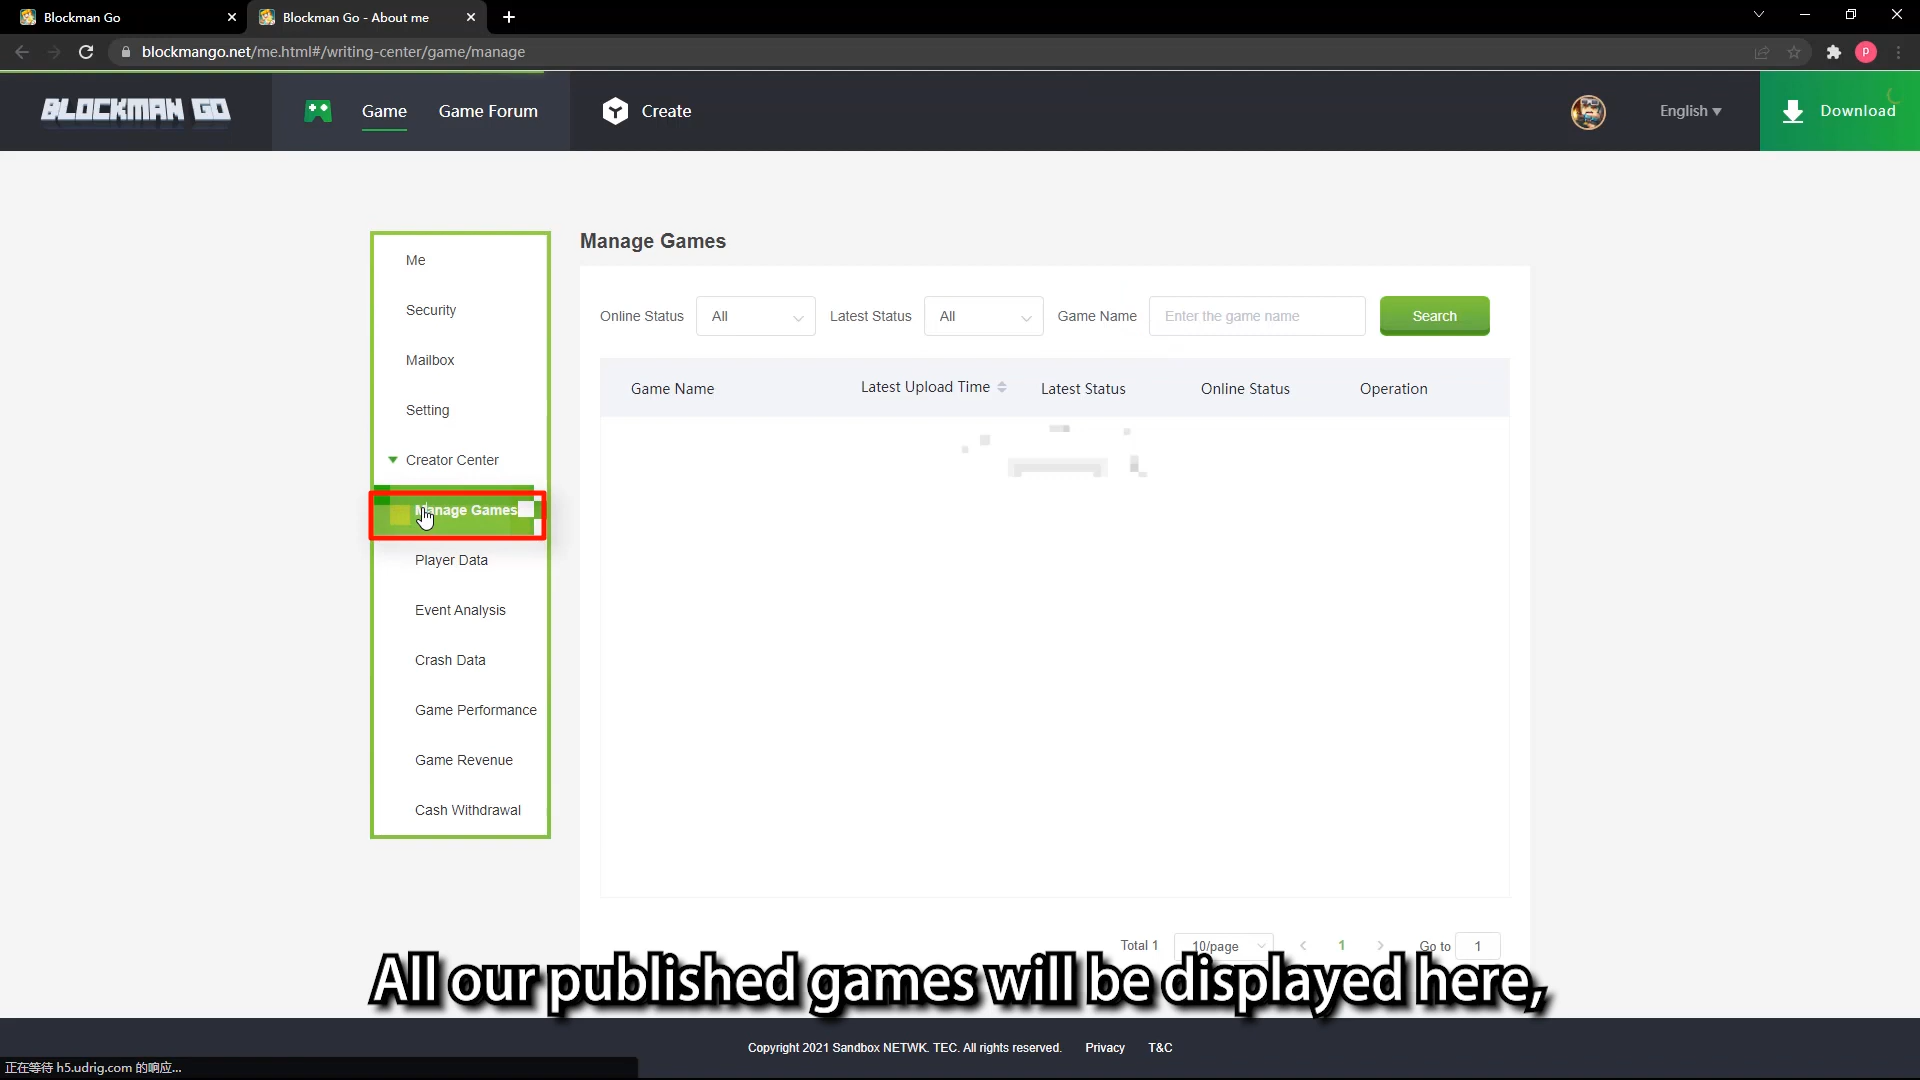 Blockman Go
Blockman Go - About me
blockmango.net/me.html#/writing-center/game/manage
P
BLOCKMAN GO
Game
Game Forum
Create
English
Download
Me
Security
Mailbox
Setting
Creator Center
Manage Games
Player Data
Event Analysis
Crash Data
Game Performance
Game Revenue
Cash Withdrawal
Manage Games
Online Status All Latest Status All Game Name Enter the game name Search
Game Name Latest Upload Time Latest Status Online Status Operation
Total 1 10/page 1 Go to 1
All our published games will be displayed here,
Copyright 2021 Sandbox NETWK. TEC. All rights reserved. Privacy T&C
正在等待 h5.udrig.com 的响应...